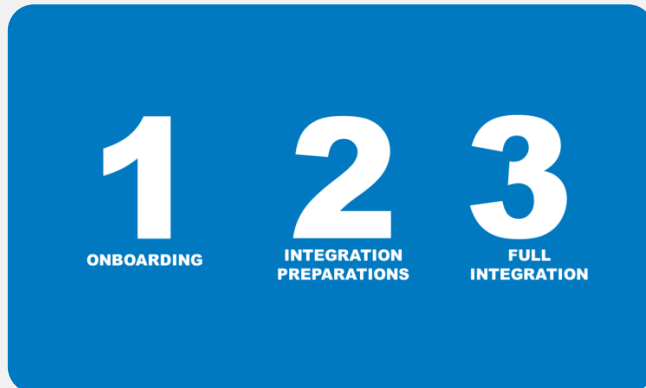 1
ONBOARDING
2
INTEGRATION
PREPARATIONS
3
FULL
INTEGRATION